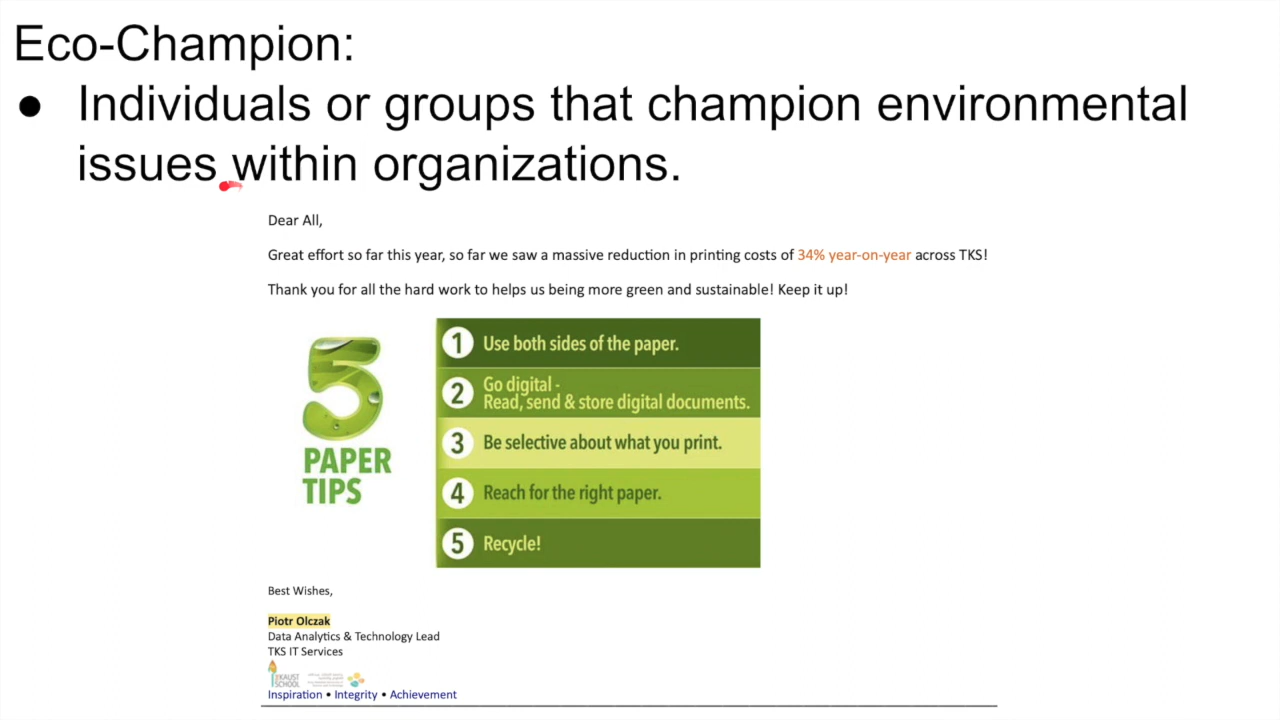 Eco-Champion:
● Individuals or groups that champion environmental
issues within organizations.
Dear All,
Great effort so far this year, so far we saw a massive reduction in printing costs of 34% year-on-year across TKS!
Thank you for all the hard work to helps us being more green and sustainable! Keep it up!
5
PAPER
TIPS
1 Use both sides of the paper.
2 Go digital -
Read, send & store digital documents.
3 Be selective about what you print.
4 Reach for the right paper.
5 Recycle!
Best Wishes,
Piotr Olczak
Data Analytics & Technology Lead
TKS IT Services
KAUST
SCHOOL
Inspiration • Integrity • Achievement